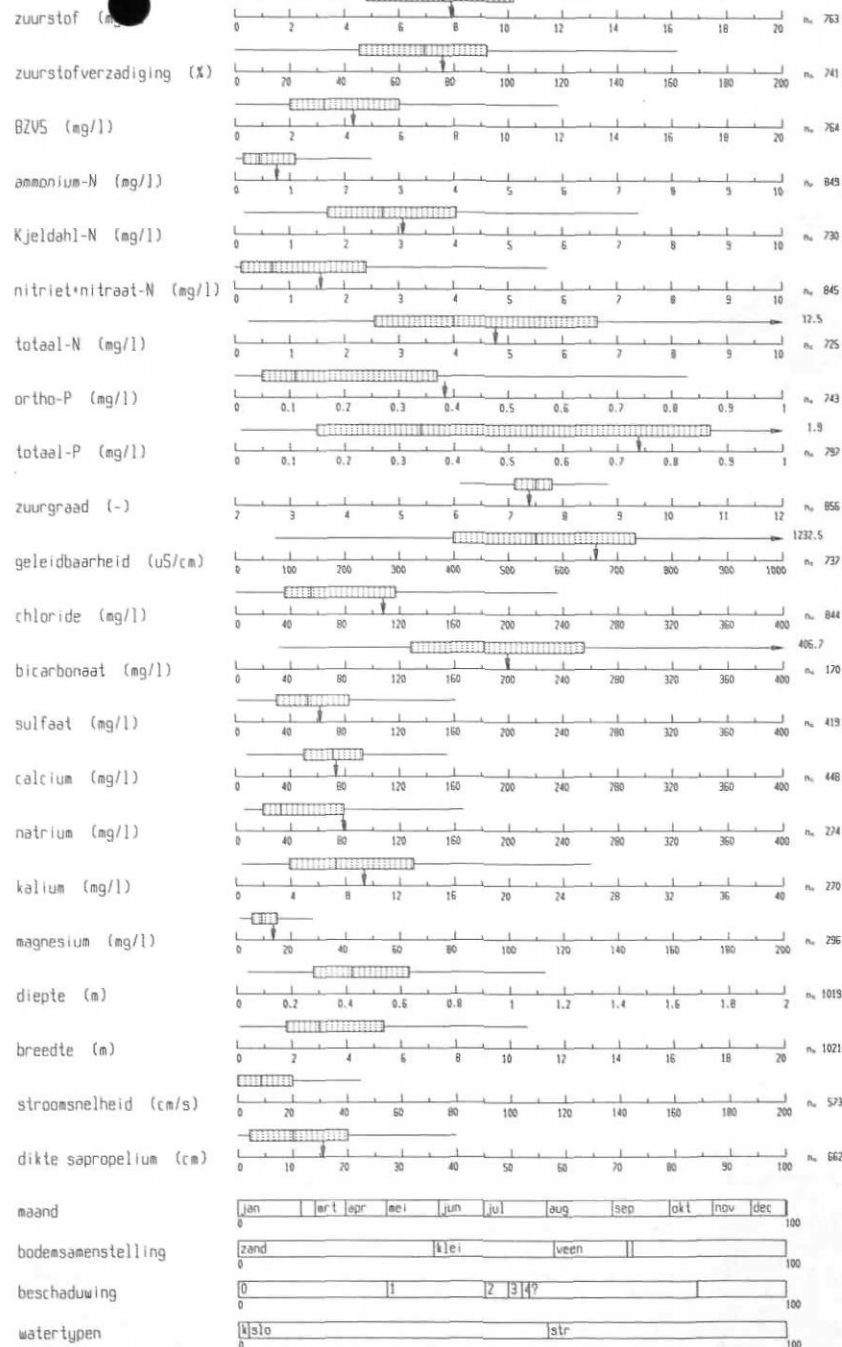 zuurstof (mg
0 2 4 6 8 10 12 14 16 18 20 n= 763
zuurstofverzadiging (%)
0 20 40 60 80 100 120 140 160 180 200 n= 741
BZV5 (mg/l)
0 2 4 6 8 10 12 14 16 18 20 n= 764
ammonium-N (mg/l)
0 1 2 3 4 5 6 7 8 9 10 n= 849
Kjeldahl-N (mg/l)
0 1 2 3 4 5 6 7 8 9 10 n= 730
nitriet+nitraat-N (mg/l)
0 1 2 3 4 5 6 7 8 9 10 n= 845
12.5
totaal-N (mg/l)
0 1 2 3 4 5 6 7 8 9 10 n= 725
ortho-P (mg/l)
0 0.1 0.2 0.3 0.4 0.5 0.6 0.7 0.8 0.9 1 n= 743
1.9
totaal-P (mg/l)
0 0.1 0.2 0.3 0.4 0.5 0.6 0.7 0.8 0.9 1 n= 797
zuurgraad (-)
2 3 4 5 6 7 8 9 10 11 12 n= 856
1232.5
geleidbaarheid (uS/cm)
0 100 200 300 400 500 600 700 800 900 1000 n= 737
chloride (mg/l)
0 40 80 120 160 200 240 280 320 360 400 n= 844
406.7
bicarbonaat (mg/l)
0 40 80 120 160 200 240 280 320 360 400 n= 170
sulfaat (mg/l)
0 40 80 120 160 200 240 280 320 360 400 n= 419
calcium (mg/l)
0 40 80 120 160 200 240 280 320 360 400 n= 448
natrium (mg/l)
0 40 80 120 160 200 240 280 320 360 400 n= 274
kalium (mg/l)
0 4 8 12 16 20 24 28 32 36 40 n= 270
magnesium (mg/l)
0 20 40 60 80 100 120 140 160 180 200 n= 296
diepte (m)
0 0.2 0.4 0.6 0.8 1 1.2 1.4 1.6 1.8 2 n= 1019
breedte (m)
0 2 4 6 8 10 12 14 16 18 20 n= 1021
stroomsnelheid (cm/s)
0 20 40 60 80 100 120 140 160 180 200 n= 573
dikte sapropelium (cm)
0 10 20 30 40 50 60 70 80 90 100 n= 662
maand jan mrt apr mei jun jul aug sep okt nov dec
0 100
bodemsamenstelling zand klei veen
0 100
beschaduwing 0 1 2 3 4?
0 100
watertypen k slo str
0 100